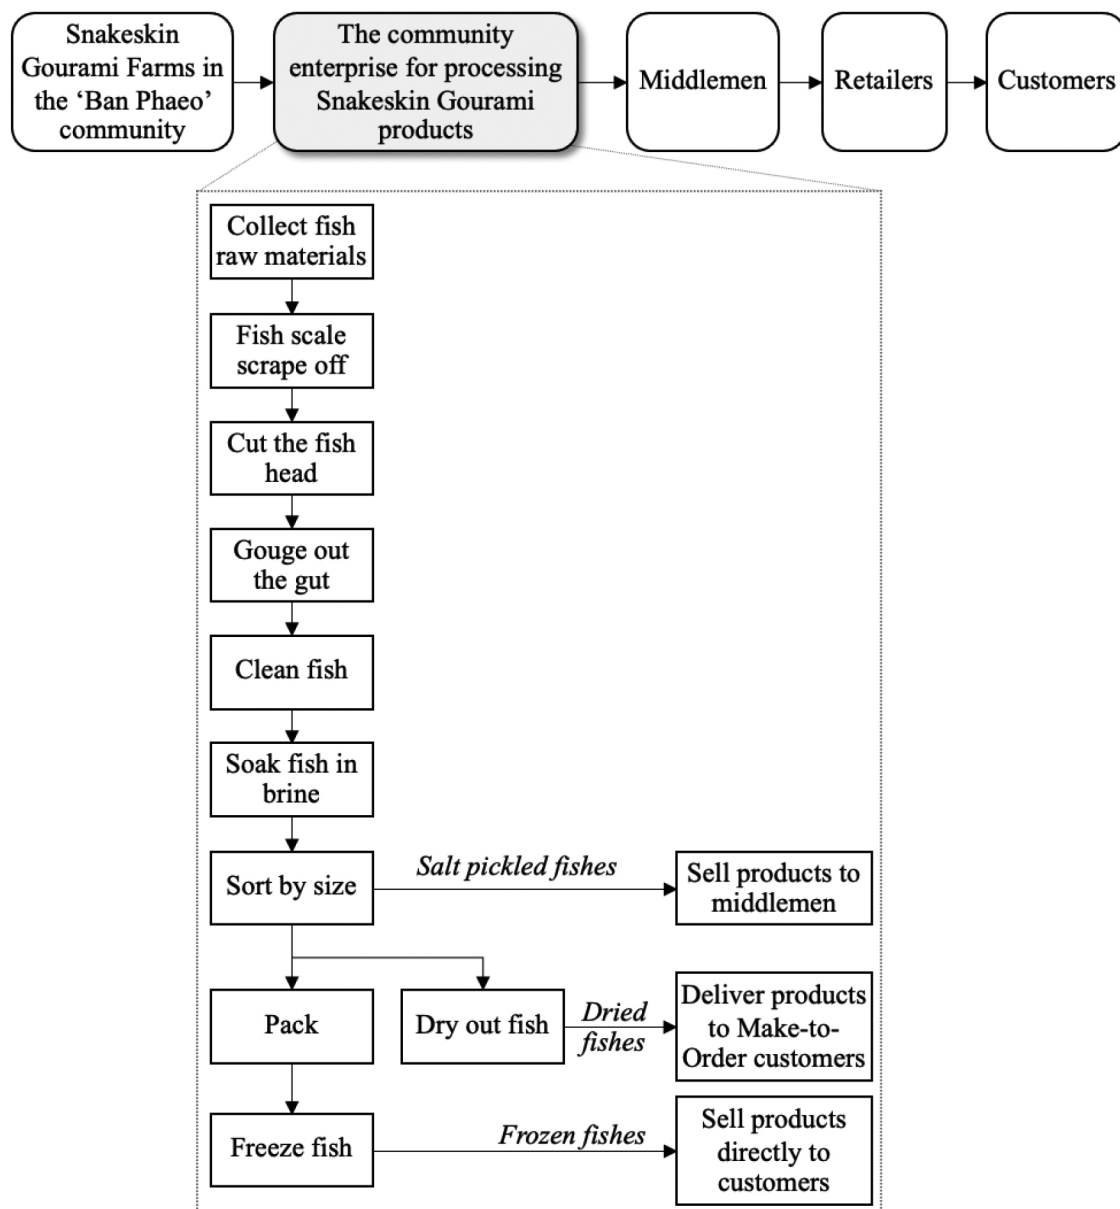 Snakeskin
Gourami Farms in
the ‘Ban Phaeo’
community
The community
enterprise for processing
Snakeskin Gourami
products
Middlemen
Retailers
Customers
Collect fish
raw materials
Fish scale
scrape off
Cut the fish
head
Gouge out
the gut
Clean fish
Soak fish in
brine
Sort by size
Salt pickled fishes
Sell products to
middlemen
Pack
Dry out fish
Dried
fishes
Deliver products
to Make-to-
Order customers
Freeze fish
Frozen fishes
Sell products
directly to
customers